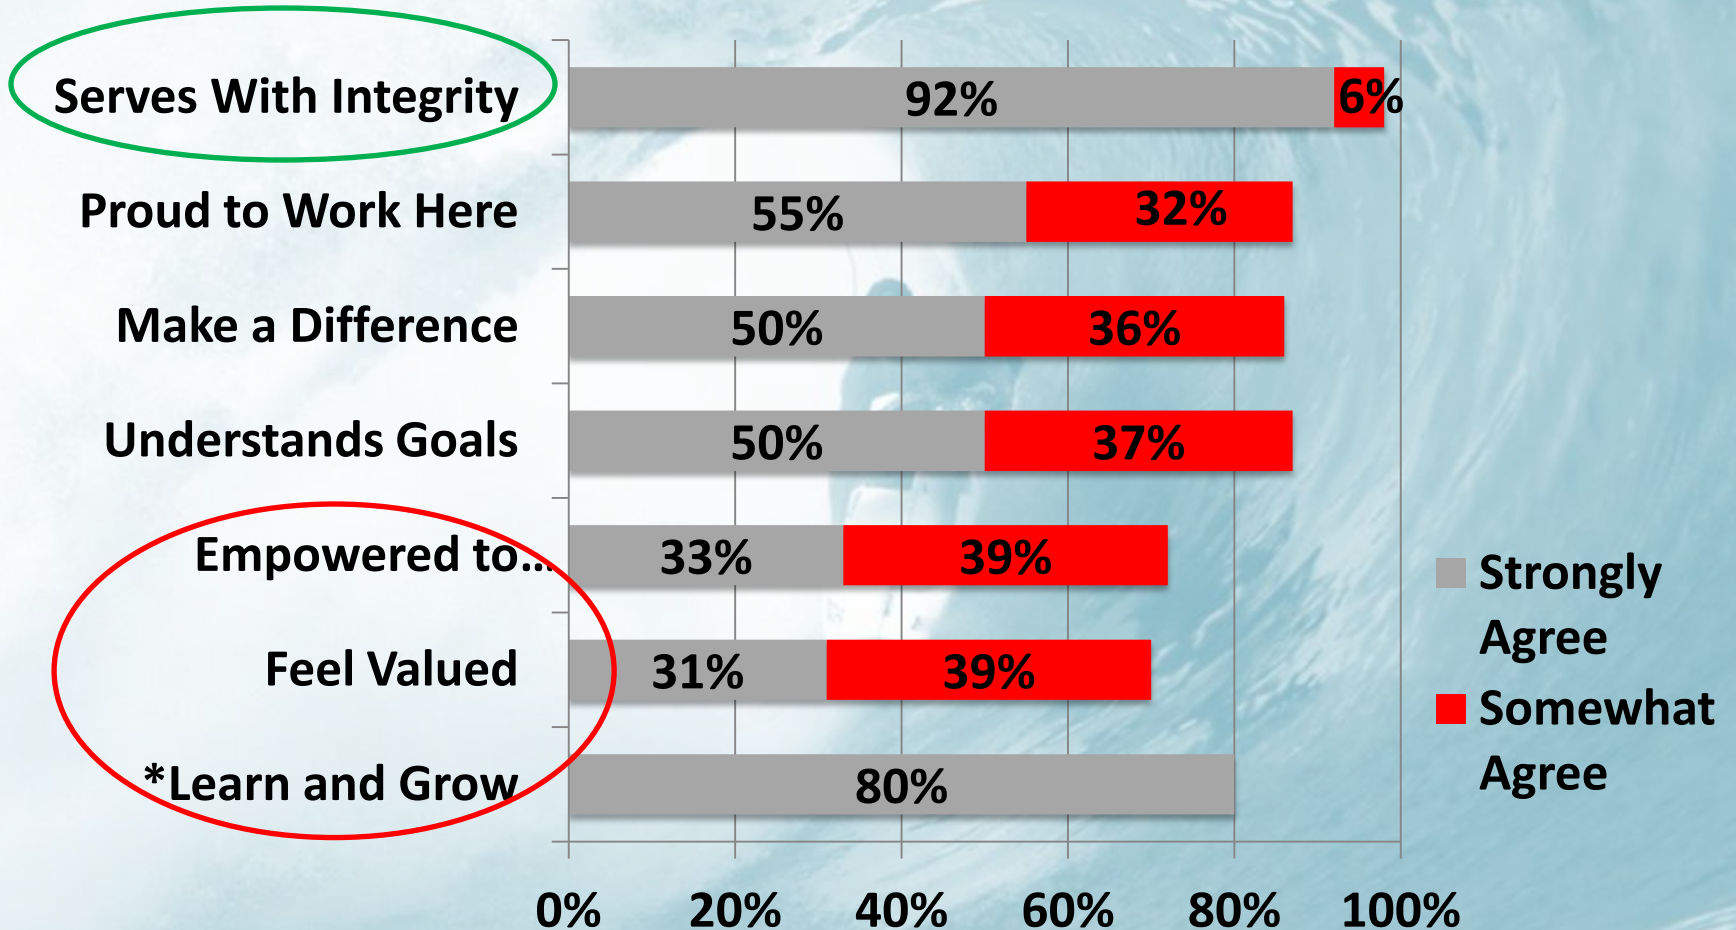 Serves With Integrity 92% 6%
Proud to Work Here 55% 32%
Make a Difference 50% 36%
Understands Goals 50% 37%
Empowered to… 33% 39%
Feel Valued 31% 39%
*Learn and Grow 80%
0% 20% 40% 60% 80% 100%
Strongly
Agree
Somewhat
Agree